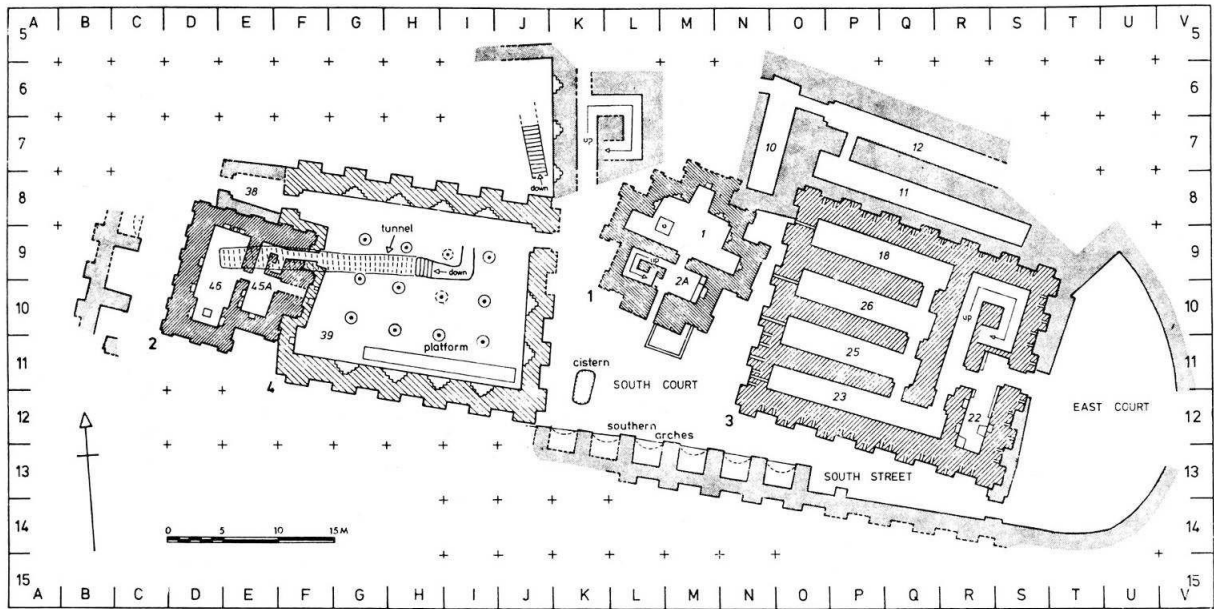 A B C D E F G H I J K L M N O P Q R S T U V
5 5
6 6
7 7
8 8
9 9
10 10
11 11
12 12
13 13
14 14
15 15
up
10
12
11
down
38
tunnel
1
18
up
2A
46
45A
down
1
26
up
2
39
platform
25
cistern
SOUTH COURT
4
23
3
22
EAST COURT
southern
arches
SOUTH STREET
0 5 10 15 M
A B C D E F G H I J K L M N O P Q R S T U V